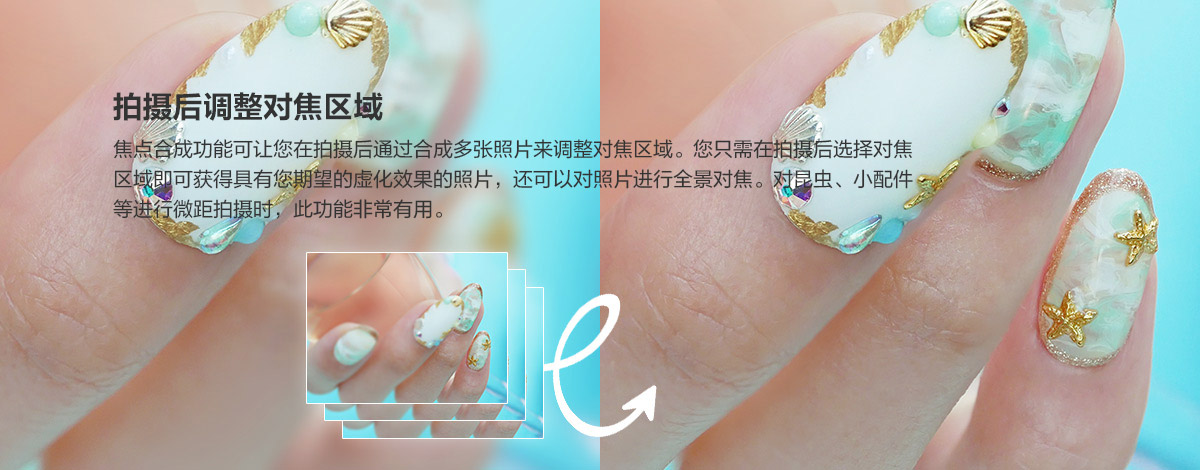 拍摄后调整对焦区域
焦点合成功能可让您在拍摄后通过合成多张照片来调整对焦区域。您只需在拍摄后选择对焦
区域即可获得具有您期望的虚化效果的照片，还可以对照片进行全景对焦。对昆虫、小配件
等进行微距拍摄时，此功能非常有用。